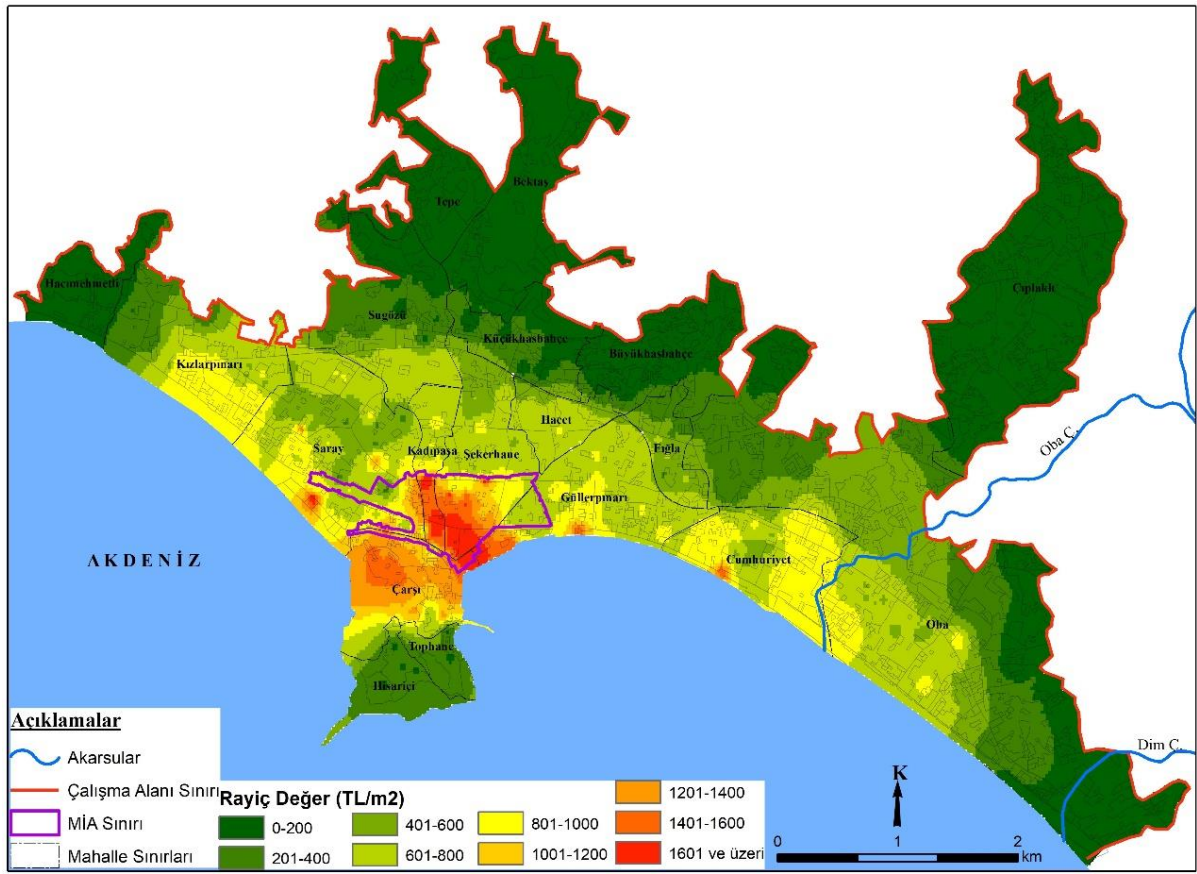 Bektaş
Tepe
Hacımehmetli
Çıplaklı
Sugözü
Küçükhasbahçe
Büyükhasbahçe
Kızlarpınarı
Hacet
Oba Ç.
Saray
Kadıpaşa
Şekerhane
Fığla
Güllerpınarı
AKDENİZ
Cumhuriyet
Çarşı
Oba
Tophane
Hisariçi
Dim Ç.
Açıklamalar
Akarsular
Çalışma Alanı Sınırı
MİA Sınırı
Mahalle Sınırları
Rayiç Değer (TL/m2)
0-200
201-400
401-600
601-800
801-1000
1001-1200
1201-1400
1401-1600
1601 ve üzeri
K
0 1 2
km